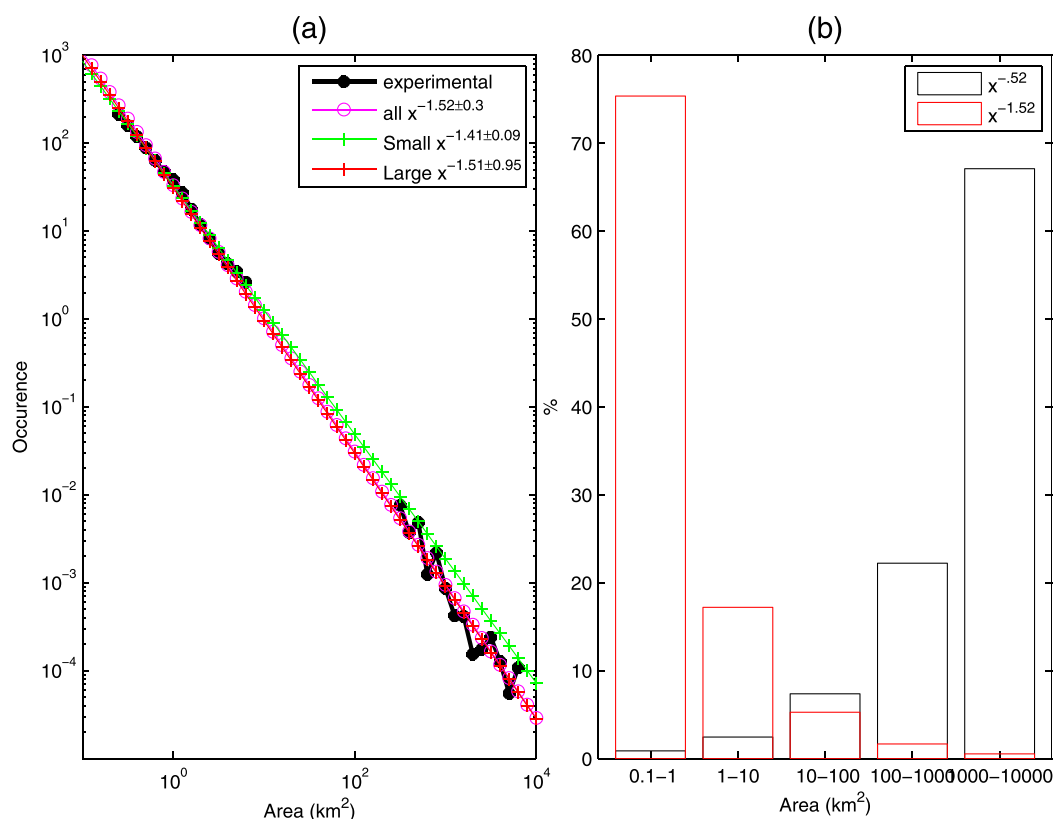 (a)
10^3
10^2
10^1
10^0
10^-1
10^-2
10^-3
10^-4
Occurence
10^0
10^2
10^4
Area (km^2)
experimental
all x^-1.52±0.3
Small x^-1.41±0.09
Large x^-1.51±0.95
(b)
80
70
60
50
40
30
20
10
0
%
0.1-1
1-10
10-100
100-1000
1000-10000
Area (km^2)
x^-.52
x^-1.52